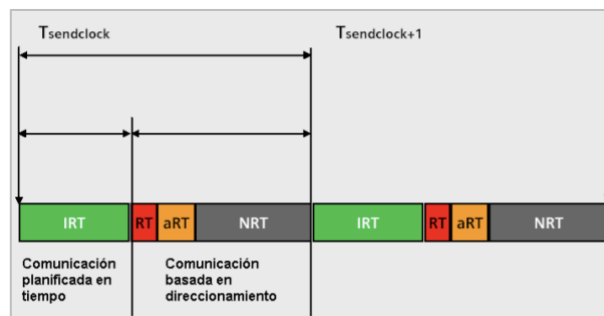 Tsendclock
Tsendclock+1
IRT
RT
aRT
NRT
IRT
RT
aRT
NRT
Comunicación
planificada en
tiempo
Comunicación
basada en
direccionamiento